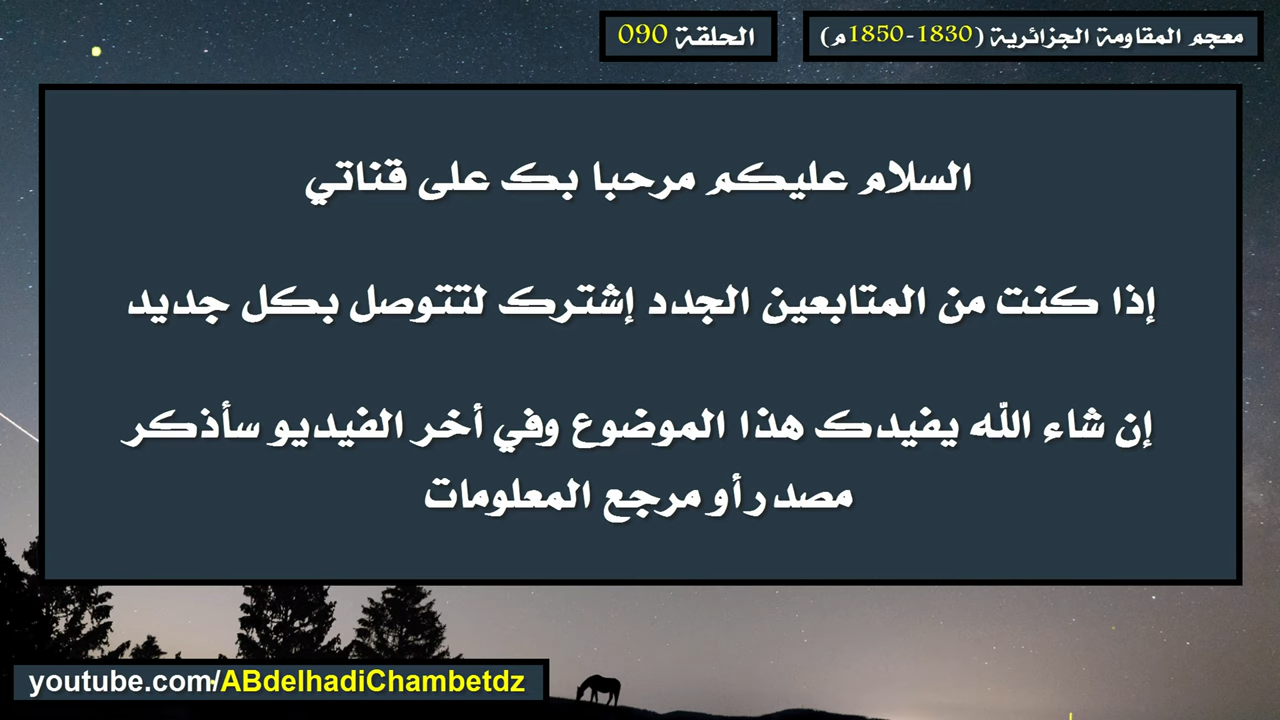 معجم المقاومة الجزائرية (1830-1850م)
الحلقة 090
السلام عليكم مرحبا بك على قناتي
إذا كنت من المتابعين الجدد إشترك لتتوصل بكل جديد
إن شاء الله يفيدك هذا الموضوع وفي أخر الفيديو سأذكر
مصدر أو مرجع المعلومات
youtube.com/ABdelhadiChambetdz